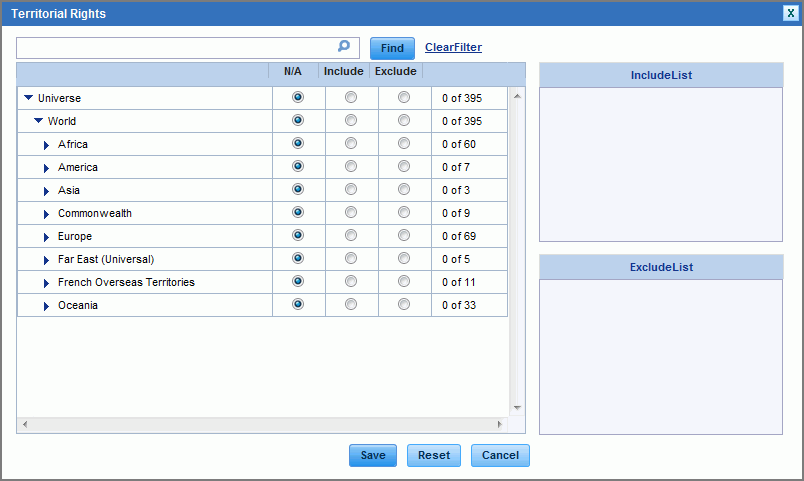 Territorial Rights X
Find ClearFilter
N/A Include Exclude
Universe 0 of 395
World 0 of 395
Africa 0 of 60
America 0 of 7
Asia 0 of 3
Commonwealth 0 of 9
Europe 0 of 69
Far East (Universal) 0 of 5
French Overseas Territories 0 of 11
Oceania 0 of 33
IncludeList
ExcludeList
Save Reset Cancel